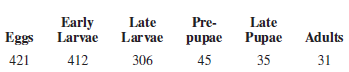 Early Late Pre- Late
Eggs Larvae Larvae pupae Pupae Adults
421 412 306 45 35 31